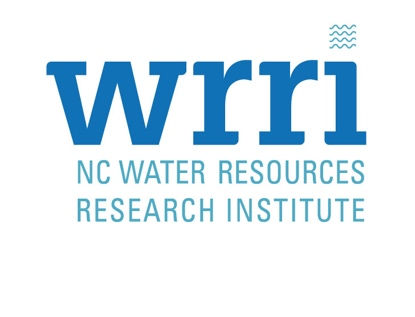 wrri
NC WATER RESOURCES
RESEARCH INSTITUTE